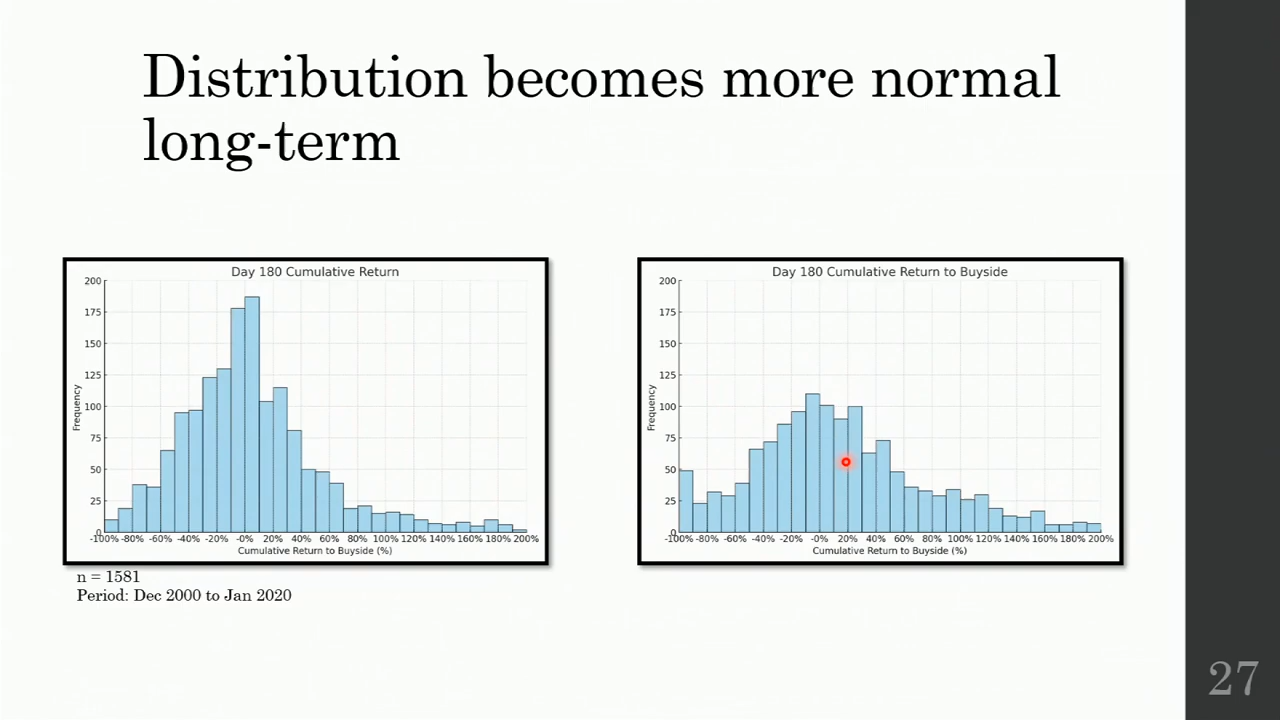 Distribution becomes more normal
long-term
Day 180 Cumulative Return
200
175
150
125
100
75
50
25
0
Frequency
-100% -80% -60% -40% -20% -0% 20% 40% 60% 80% 100% 120% 140% 160% 180% 200%
Cumulative Return to Buyside (%)
Day 180 Cumulative Return to Buyside
200
175
150
125
100
75
50
25
0
Frequency
-100% -80% -60% -40% -20% -0% 20% 40% 60% 80% 100% 120% 140% 160% 180% 200%
Cumulative Return to Buyside (%)
n = 1581
Period: Dec 2000 to Jan 2020
27